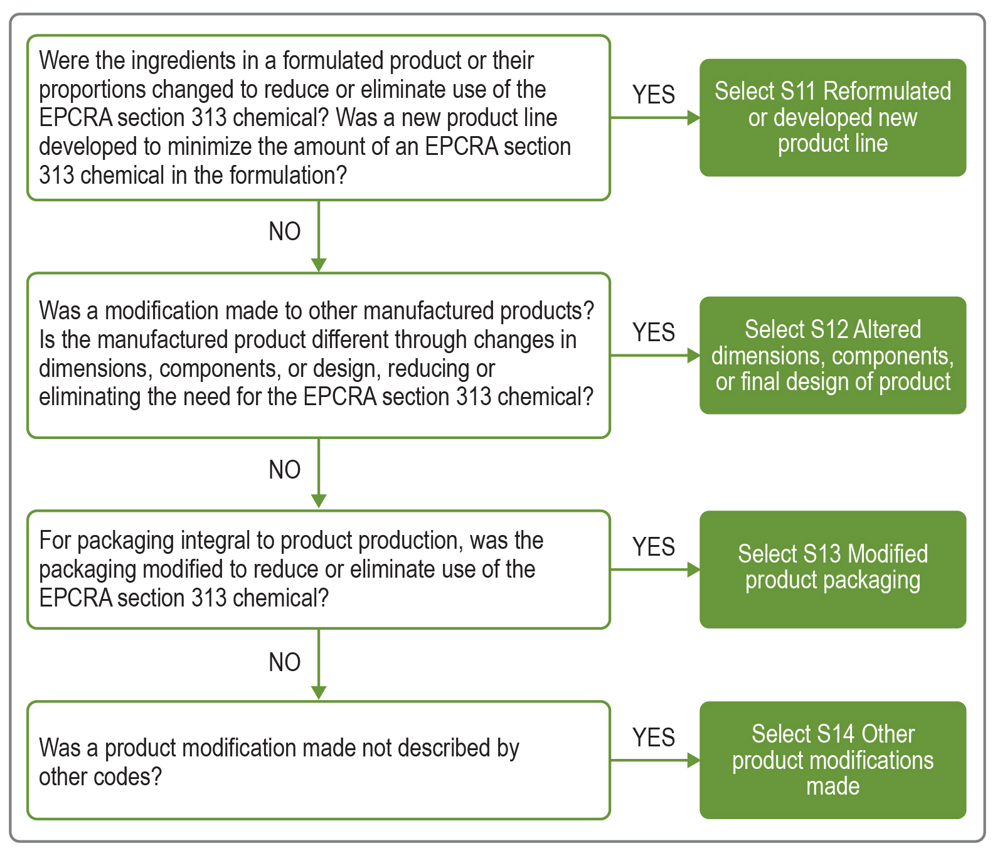 Were the ingredients in a formulated product or their
proportions changed to reduce or eliminate use of the
EPCRA section 313 chemical? Was a new product line
developed to minimize the amount of an EPCRA section
313 chemical in the formulation?
YES
Select S11 Reformulated
or developed new
product line
NO
Was a modification made to other manufactured products?
Is the manufactured product different through changes in
dimensions, components, or design, reducing or
eliminating the need for the EPCRA section 313 chemical?
YES
Select S12 Altered
dimensions, components,
or final design of product
NO
For packaging integral to product production, was the
packaging modified to reduce or eliminate use of the
EPCRA section 313 chemical?
YES
Select S13 Modified
product packaging
NO
Was a product modification made not described by
other codes?
YES
Select S14 Other
product modifications
made